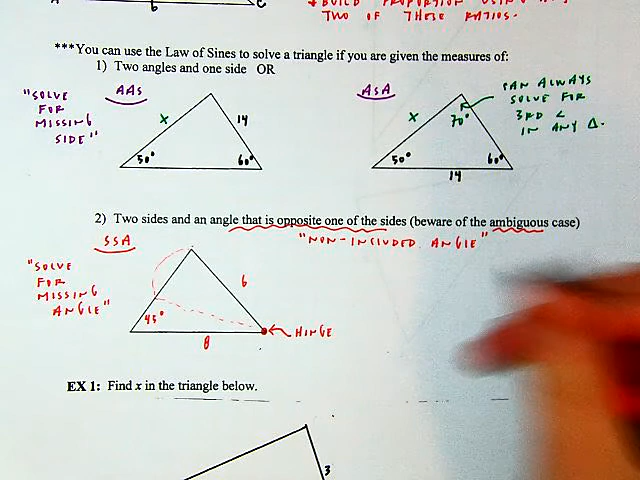 A b C
* BUILD PROPORTION USING ANY
TWO OF THESE RATIOS.
***You can use the Law of Sines to solve a triangle if you are given the measures of:
1) Two angles and one side OR
"SOLVE
FOR
MISSING
SIDE"
AAS
x 14
50° 60°
ASA
x 70°
50° 60°
14
CAN ALWAYS
SOLVE FOR
3RD ∠
IN ANY Δ.
2) Two sides and an angle that is opposite one of the sides (beware of the ambiguous case)
SSA
"NON-INCLUDED ANGLE"
"SOLVE
FOR
MISSING
ANGLE"
6
45°
8
HINGE
EX 1: Find x in the triangle below.
3